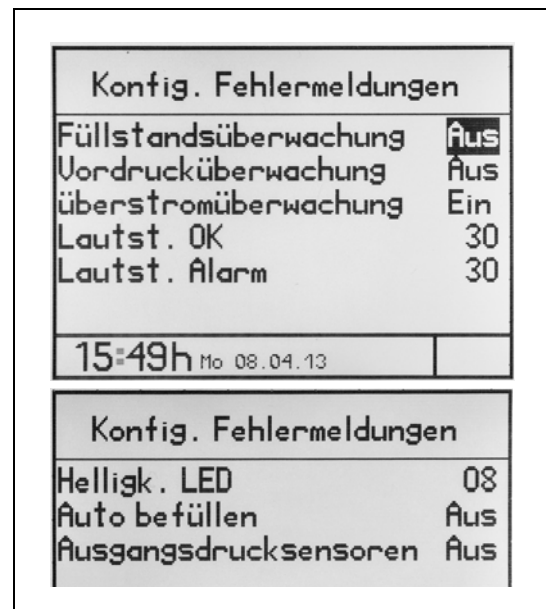 Konfig. Fehlermeldungen
Füllstandsüberwachung Aus
Vordrucküberwachung Aus
überstromüberwachung Ein
Lautst. OK 30
Lautst. Alarm 30
15:49h Mo 08.04.13
Konfig. Fehlermeldungen
Helligk. LED 08
Auto befüllen Aus
Ausgangsdrucksensoren Aus